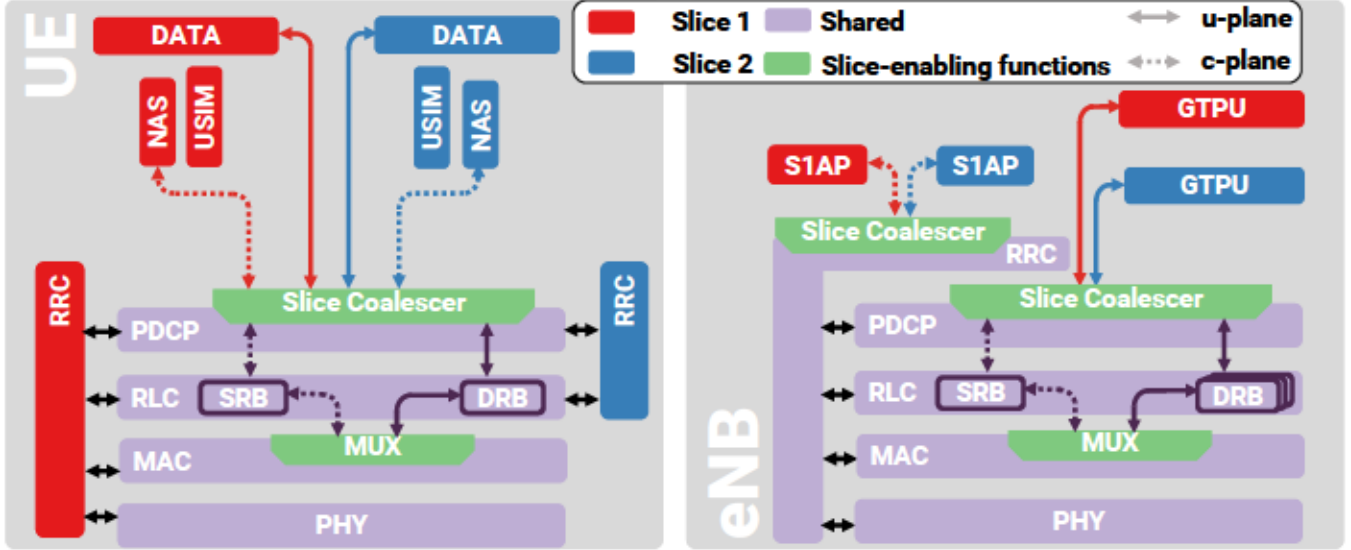 UE
DATA
DATA
NAS
USIM
USIM
NAS
RRC
Slice Coalescer
RRC
PDCP
RLC
SRB
DRB
MUX
MAC
PHY
Slice 1
Shared
u-plane
Slice 2
Slice-enabling functions
c-plane
eNB
GTPU
S1AP
S1AP
GTPU
Slice Coalescer
RRC
Slice Coalescer
PDCP
RLC
SRB
DRB
MUX
MAC
PHY